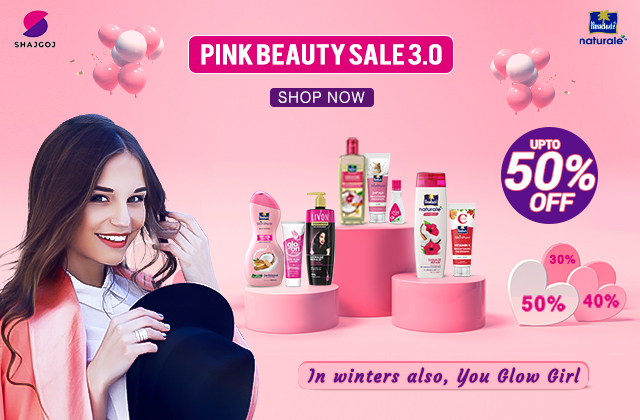 SHAJGOJ
Parachute
naturale
PINK BEAUTY SALE 3.0
SHOP NOW
UPTO
50%
OFF
LIVON
naturale
30%
50%
40%
In winters also, You Glow Girl